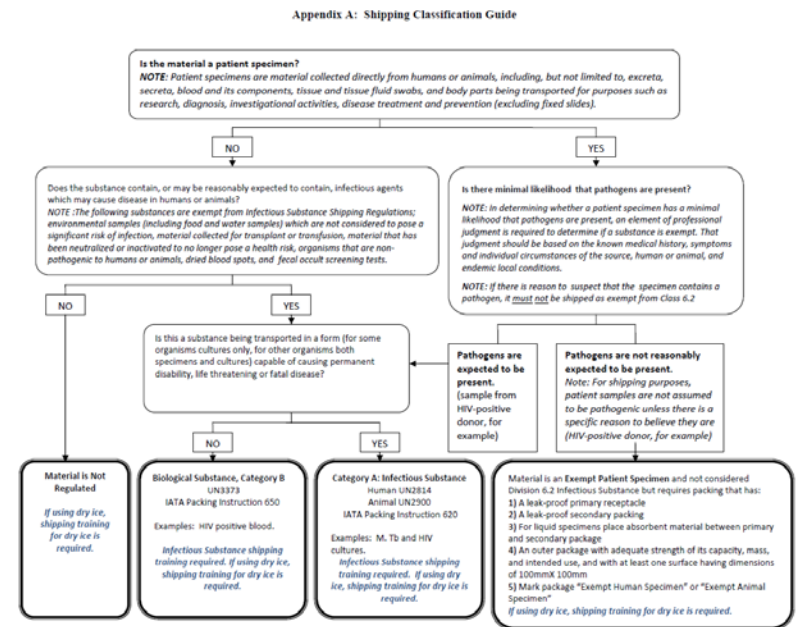 Appendix A: Shipping Classification Guide
Is the material a patient specimen?
NOTE: Patient specimens are material collected directly from humans or animals, including, but not limited to, excreta,
secreta, blood and its components, tissue and tissue fluid swabs, and body parts being transported for purposes such as
research, diagnosis, investigational activities, disease treatment and prevention (excluding fixed slides).
NO
YES
Does the substance contain, or may be reasonably expected to contain, infectious agents
which may cause disease in humans or animals?
NOTE :The following substances are exempt from Infectious Substance Shipping Regulations;
environmental samples (including food and water samples) which are not considered to pose a
significant risk of infection, material collected for transplant or transfusion, material that has
been neutralized or inactivated to no longer pose a health risk, organisms that are non-
pathogenic to humans or animals, dried blood spots, and fecal occult screening tests.
Is there minimal likelihood that pathogens are present?
NOTE: In determining whether a patient specimen has a minimal
likelihood that pathogens are present, an element of professional
judgment is required to determine if a substance is exempt. That
judgment should be based on the known medical history, symptoms
and individual circumstances of the source, human or animal, and
endemic local conditions.
NOTE: If there is reason to suspect that the specimen contains a
pathogen, it must not be shipped as exempt from Class 6.2
NO
YES
Is this a substance being transported in a form (for some
organisms cultures only, for other organisms both
specimens and cultures) capable of causing permanent
disability, life threatening or fatal disease?
Pathogens are
expected to be
present.
(sample from
HIV-positive
donor, for
example)
Pathogens are not reasonably
expected to be present.
Note: For shipping purposes,
patient samples are not assumed
to be pathogenic unless there is a
specific reason to believe they are
(HIV-positive donor, for example)
NO
YES
Material is Not
Regulated
If using dry ice,
shipping training
for dry ice is
required.
Biological Substance, Category B
UN3373
IATA Packing Instruction 650
Examples: HIV positive blood.
Infectious Substance shipping
training required. If using dry ice,
shipping training for dry ice is
required.
Category A: Infectious Substance
Human UN2814
Animal UN2900
IATA Packing Instruction 620
Examples: M. Tb and HIV
cultures.
Infectious Substance shipping
training required. If using dry
ice, shipping training for dry ice is
required.
Material is an Exempt Patient Specimen and not considered
Division 6.2 Infectious Substance but requires packing that has:
1) A leak-proof primary receptacle
2) A leak-proof secondary packing
3) For liquid specimens place absorbent material between primary
and secondary package
4) An outer package with adequate strength of its capacity, mass,
and intended use, and with at least one surface having dimensions
of 100mmX 100mm
5) Mark package “Exempt Human Specimen” or “Exempt Animal
Specimen”
If using dry ice, shipping training for dry ice is required.